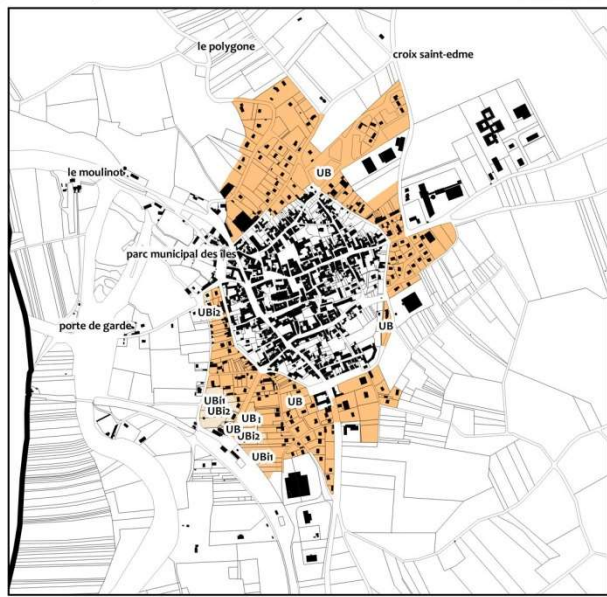 le polygone
croix saint-edme
UB
le moulinot
parc municipal des îles
UBi2
porte de garde
UB
UBi1
UBi2
UB
UB1
UB
UBi2
UBi1